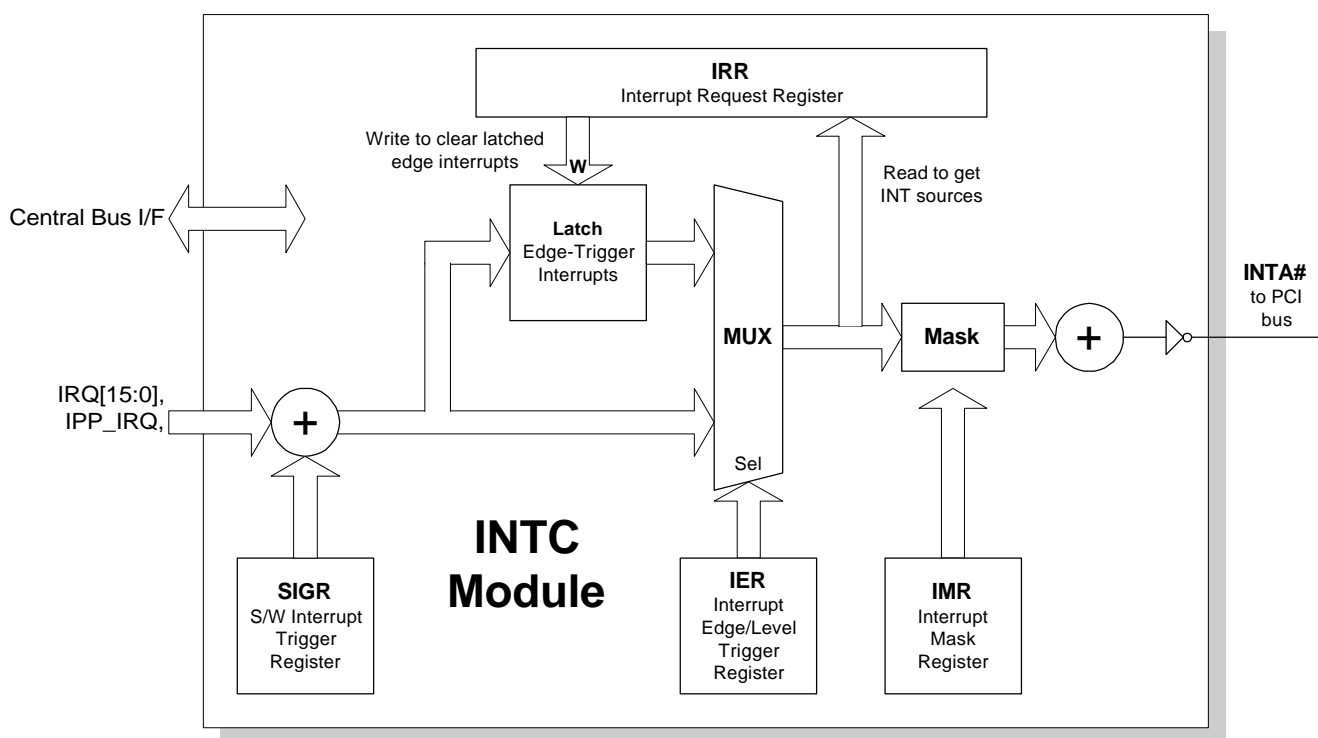 IRR
Interrupt Request Register
Write to clear latched
edge interrupts
W
Read to get
INT sources
Central Bus I/F
Latch
Edge-Trigger
Interrupts
INTA#
to PCI
bus
MUX
Mask
+
IRQ[15:0],
IPP_IRQ,
+
Sel
INTC
Module
SIGR
S/W Interrupt
Trigger
Register
IER
Interrupt
Edge/Level
Trigger
Register
IMR
Interrupt
Mask
Register